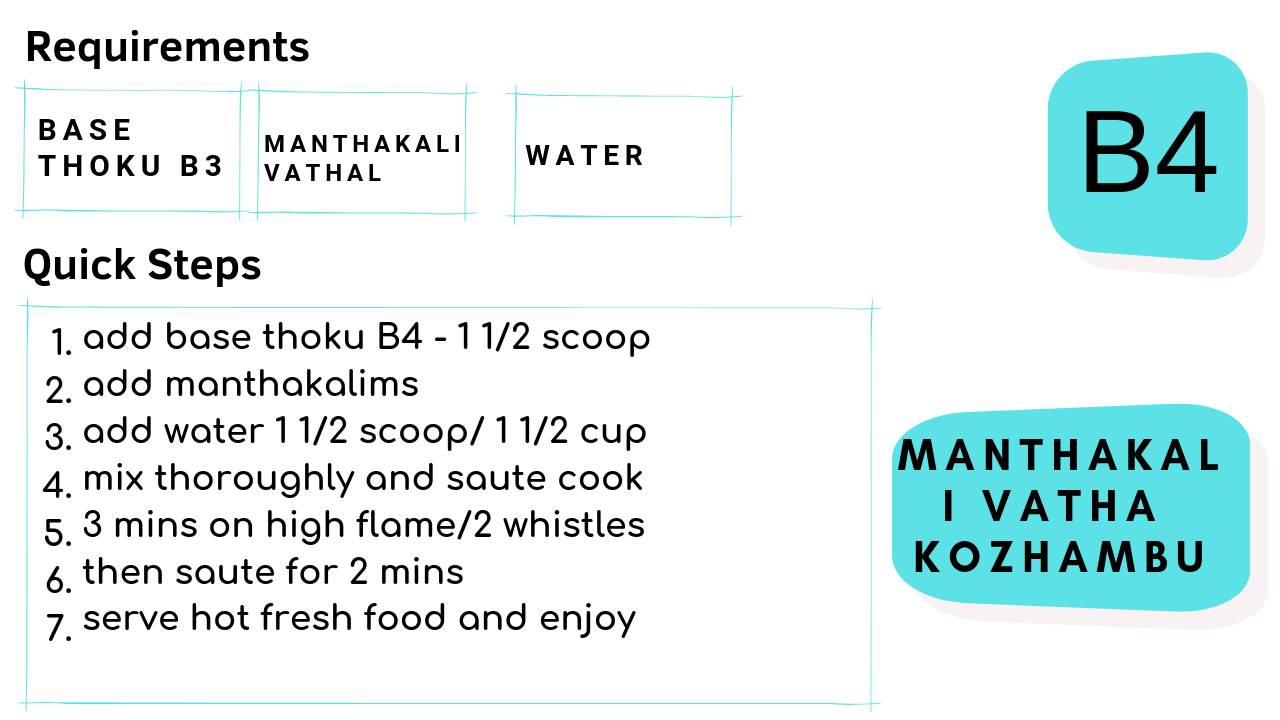 Requirements
BASE
THOKU B3
MANTHAKALI
VATHAL
WATER
B4
Quick Steps
1. add base thoku B4 - 1 1/2 scoop
2. add manthakalims
3. add water 1 1/2 scoop/ 1 1/2 cup
4. mix thoroughly and saute cook
5. 3 mins on high flame/2 whistles
6. then saute for 2 mins
7. serve hot fresh food and enjoy
MANTHAKAL
I VATHA
KOZHAMBU